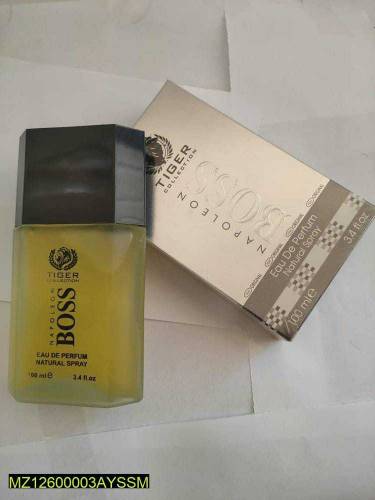 TIGER
COLLECTION
NAPOLEON
BOSS
EAU DE PERFUM
NATURAL SPRAY
100 ml e
3.4 fl.oz
TIGER
COLLECTION
NAPOLEON
BOSS
Eau De Perfum
Natural Spray
100 ml e
3.4 fl.oz
MZ12600003AYSSM